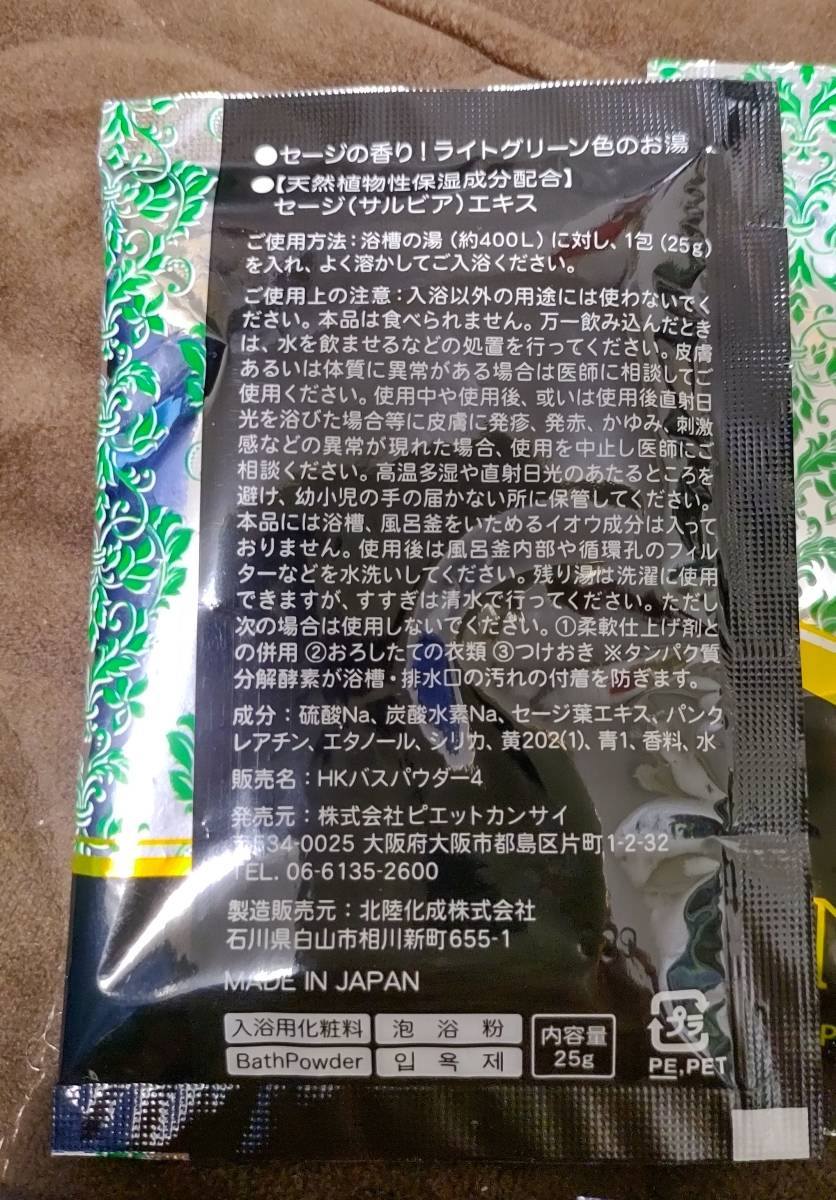 ●セージの香り!ライトグリーン色のお湯
●【天然植物性保湿成分配合】
セージ(サルビア)エキス
ご使用方法:浴槽の湯(約400L)に対し、1包(25g)
を入れ、よく溶かしてご入浴ください。
ご使用上の注意:入浴以外の用途には使わないでく
ださい。本品は食べられません。万一飲み込んだとき
は、水を飲ませるなどの処置を行ってください。皮膚
あるいは体質に異常がある場合は医師に相談してご
使用ください。使用中や使用後、或いは使用後直射日
光を浴びた場合等に皮膚に発疹、発赤、かゆみ、刺激
感などの異常が現れた場合、使用を中止し医師にご
相談ください。高温多湿や直射日光のあたるところを
避け、幼小児の手の届かない所に保管してください。
本品には浴槽、風呂釜をいためるイオウ成分は入って
おりません。使用後は風呂釜内部や循環孔のフィル
ターなどを水洗いしてください。残り湯は洗濯に使用
できますが、すすぎは清水で行ってください。ただし
次の場合は使用しないでください。①柔軟仕上げ剤と
の併用 ②おろしたての衣類 ③つけおき ※タンパク質
分解酵素が浴槽・排水口の汚れの付着を防ぎます。
成分:硫酸Na、炭酸水素Na、セージ葉エキス、パンク
レアチン、エタノール、シリカ、黄202(1)、青1、香料、水
販売名:HKバスパウダー4
発売元:株式会社ピエットカンサイ
〒534-0025 大阪府大阪市都島区片町1-2-32
TEL. 06-6135-2600
製造販売元:北陸化成株式会社
石川県白山市相川新町655-1
MADE IN JAPAN
入浴用化粧料 泡浴粉
BathPowder 입욕제
内容量
25g
プラ
PE,PET